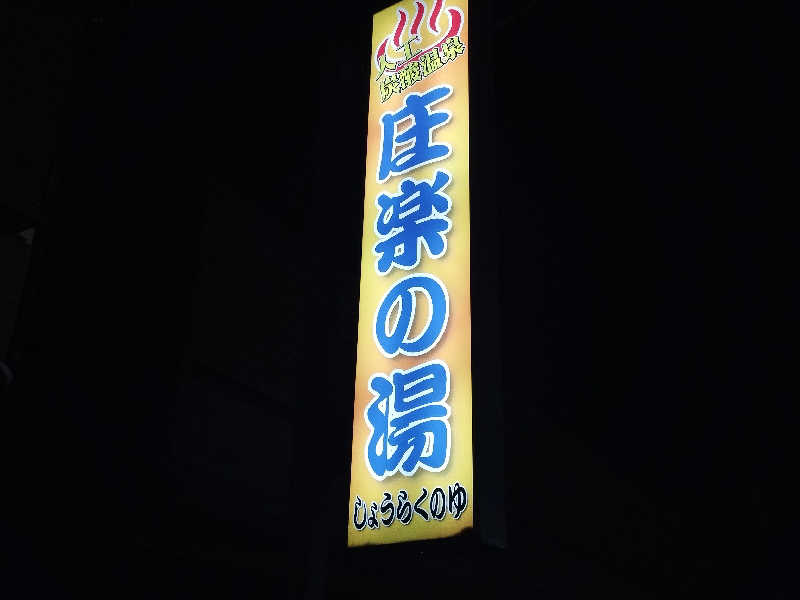 人工
炭酸温泉
庄楽の湯
しょうらくのゆ